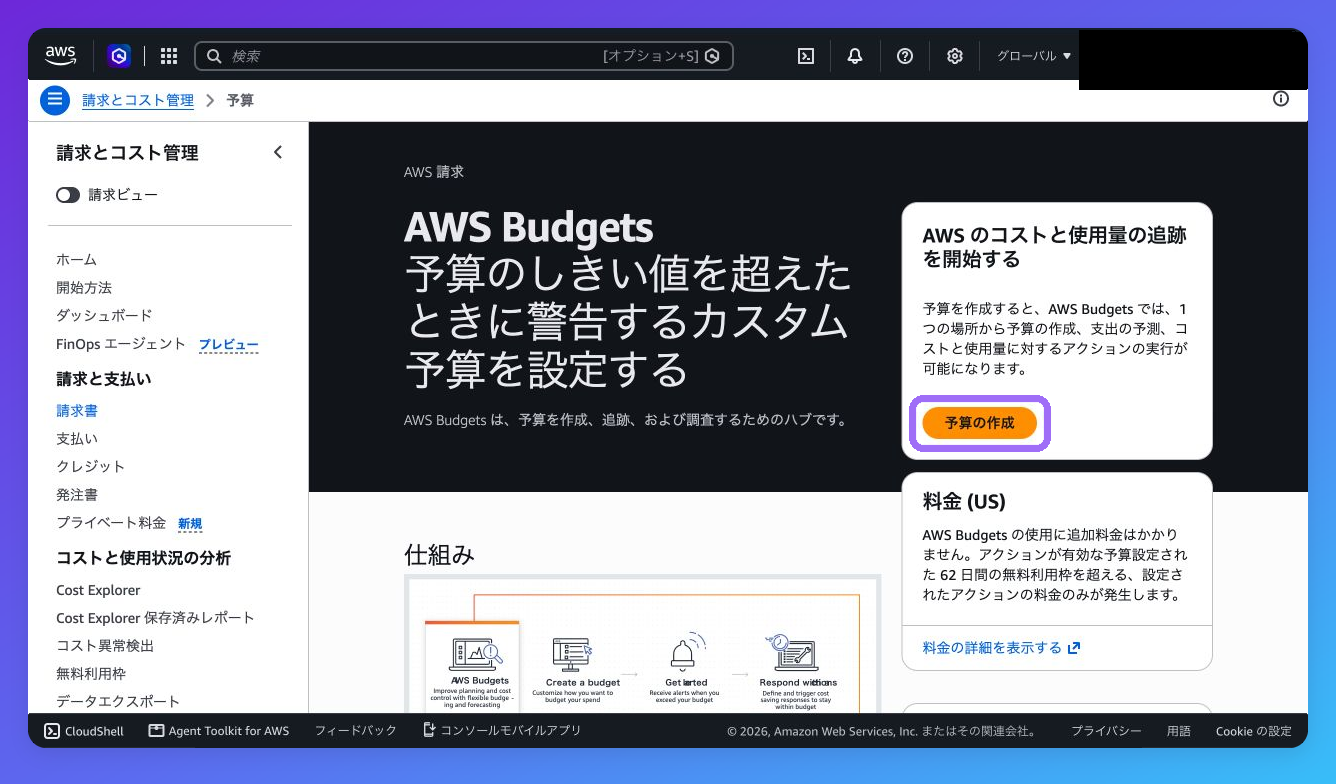 aws
検索
[オプション+S]
グローバル
請求とコスト管理
予算
請求とコスト管理
請求ビュー
ホーム
開始方法
ダッシュボード
FinOps エージェント プレビュー
請求と支払い
請求書
支払い
クレジット
発注書
プライベート料金 新規
コストと使用状況の分析
Cost Explorer
Cost Explorer 保存済みレポート
コスト異常検出
無料利用枠
データエクスポート
AWS 請求
AWS Budgets
予算のしきい値を超えた
ときに警告するカスタム
予算を設定する
AWS Budgets は、予算を作成、追跡、および調査するためのハブです。
AWS のコストと使用量の追跡
を開始する
予算を作成すると、AWS Budgets では、1
つの場所から予算の作成、支出の予測、コ
ストと使用量に対するアクションの実行が
可能になります。
予算の作成
料金 (US)
AWS Budgets の使用に追加料金はかかり
ません。アクションが有効な予算設定され
た 62 日間の無料利用枠を超える、設定さ
れたアクションの料金のみが発生します。
料金の詳細を表示する
仕組み
AWS Budgets
Improve planning and cost
control with flexible budge -
ing and forecasting
Create a budget
Customize how you want to
budget your spend
Receive alerts when you
exceed your budget
Respond
Define and trigger cost
saving responses to stay
within budget
CloudShell
Agent Toolkit for AWS
フィードバック
コンソールモバイルアプリ
© 2026, Amazon Web Services, Inc. またはその関連会社。
プライバシー
用語
Cookie の設定